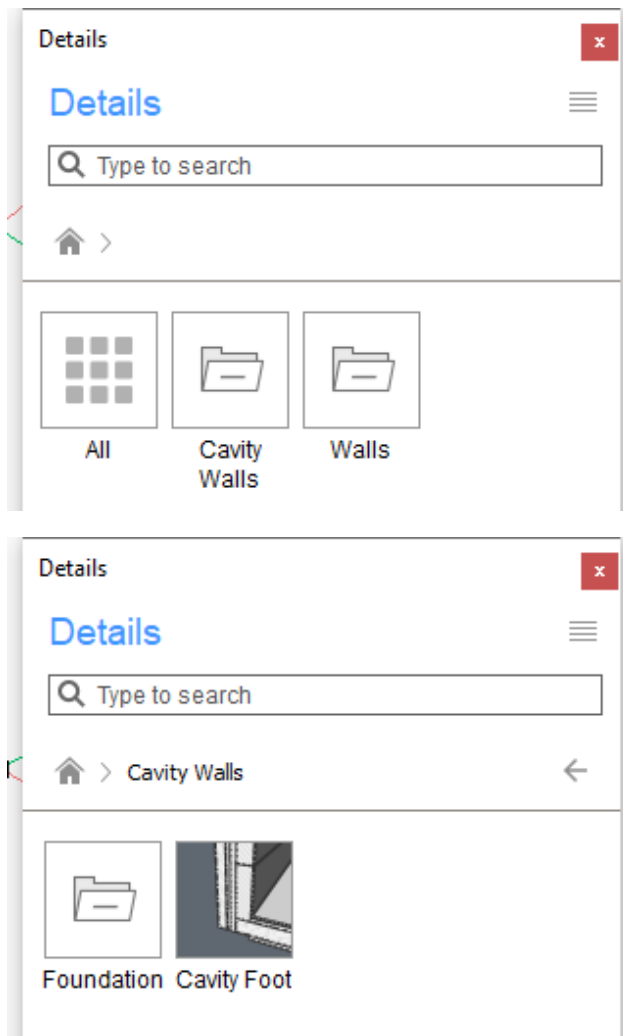 Details
x
Details
Type to search
All
Cavity
Walls
Walls
Details
x
Details
Type to search
Cavity Walls
Foundation
Cavity Foot